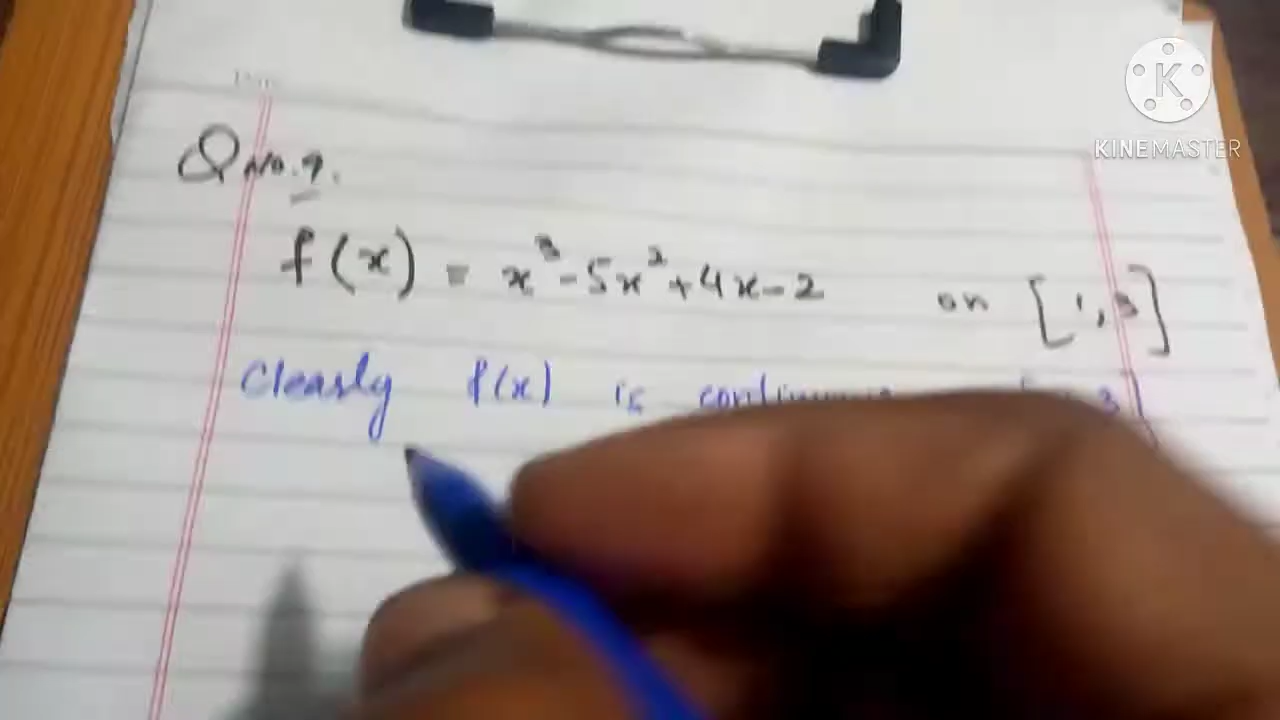 K
KINEMASTER
Q No. 9.
f(x) = x³-5x²+4x-2 on [1,3]
Clearly f(x) is